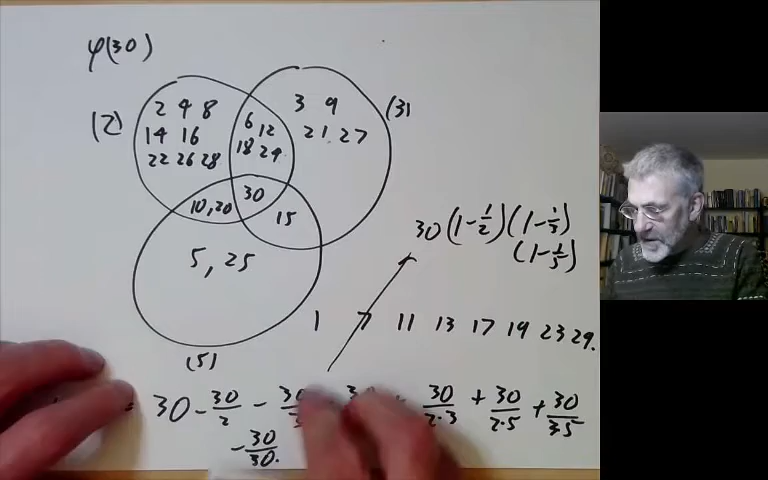 φ(30)
(2) 2 4 8 6 12 3 9 (3)
14 16 18 24 21 27
22 26 28
10, 20 30 15
30(1-1/2)(1-1/3)
(1-1/5)
5, 25
1 7 11 13 17 19 23 29.
(5)
= 30 - 30/2 - 30/3 30/2·3 + 30/2·5 + 30/3·5
- 30/30.